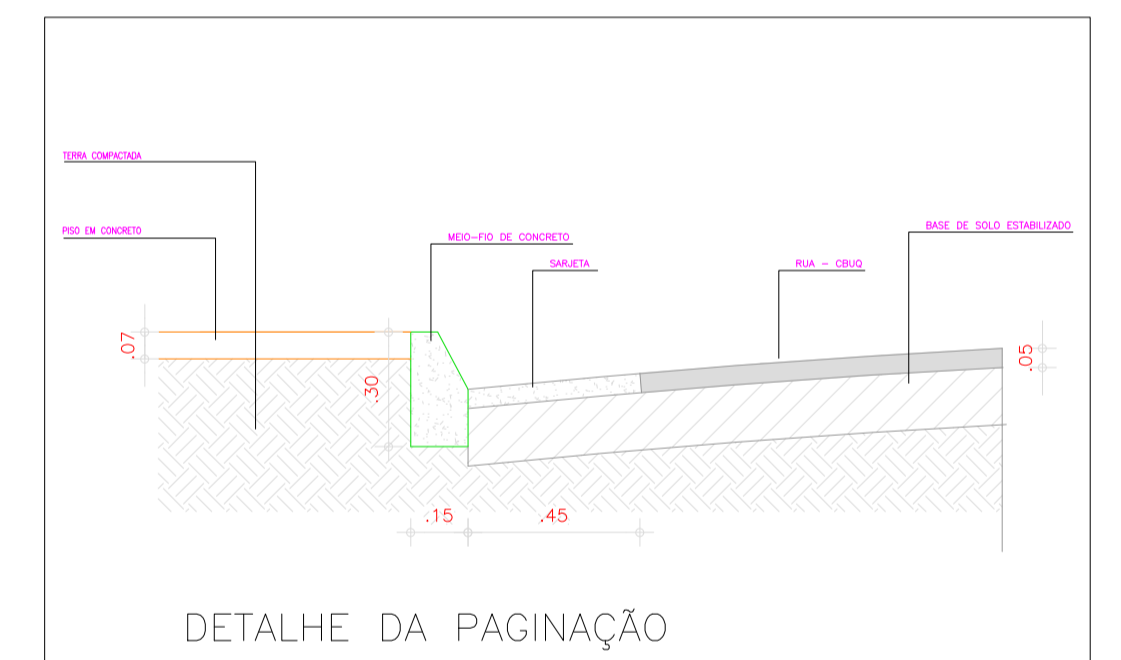 TERRA COMPACTADA
PISO EM CONCRETO
MEIO-FIO DE CONCRETO
SARJETA
RUA - CBUQ
BASE DE SOLO ESTABILIZADO
.07
.30
.05
.15
.45
DETALHE DA PAGINAÇÃO